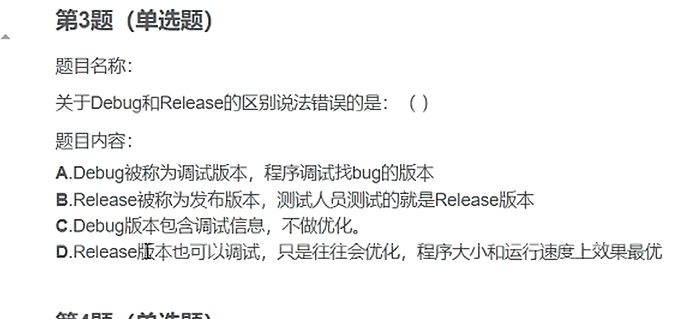 第3题（单选题）
题目名称：
关于Debug和Release的区别说法错误的是：（ ）
题目内容：
A.Debug被称为调试版本，程序调试找bug的版本
B.Release被称为发布版本，测试人员测试的就是Release版本
C.Debug版本包含调试信息，不做优化。
D.Release版本也可以调试，只是往往会优化，程序大小和运行速度上效果最优
第4题（单选题）